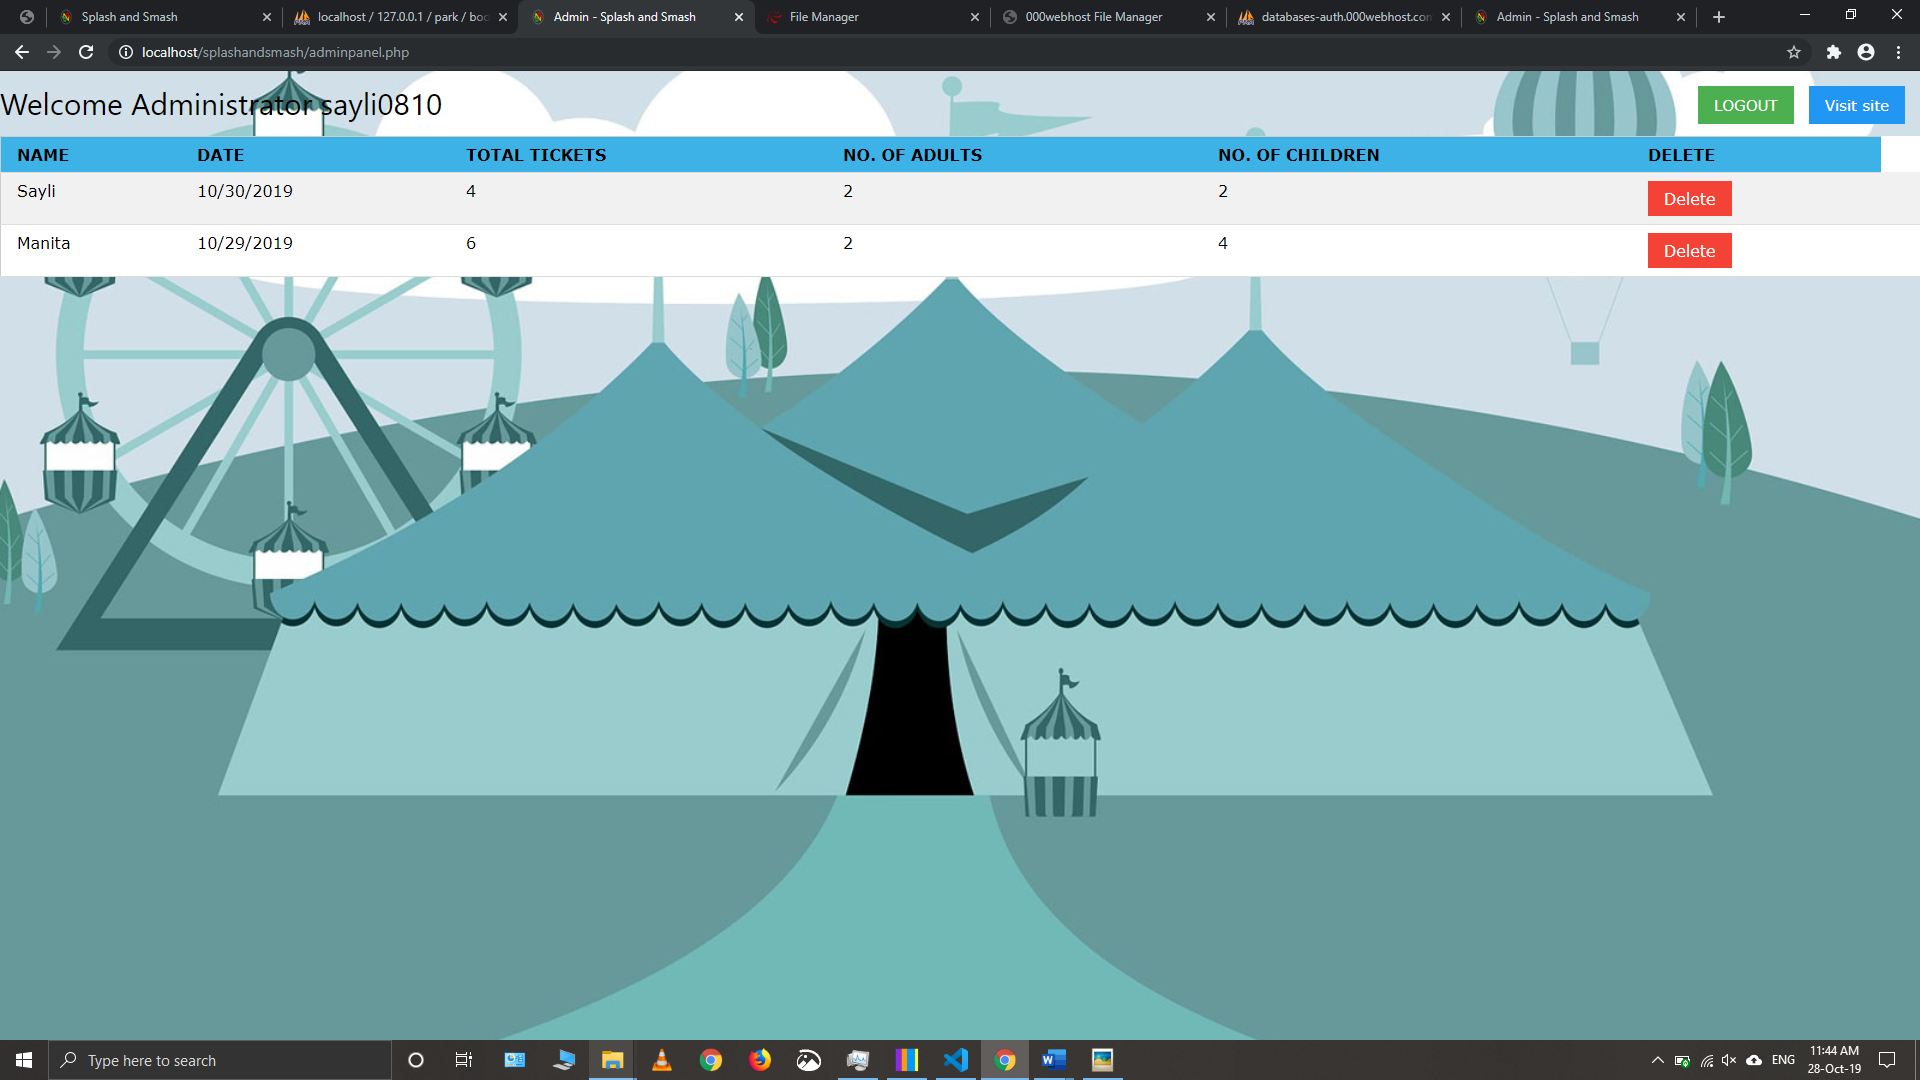 Splash and Smash
localhost / 127.0.0.1 / park / boo
Admin - Splash and Smash
File Manager
000webhost File Manager
databases-auth.000webhost.con
Admin - Splash and Smash
localhost/splashandsmash/adminpanel.php
Welcome Administrator sayli0810
LOGOUT
Visit site
NAME DATE TOTAL TICKETS NO. OF ADULTS NO. OF CHILDREN DELETE
Sayli 10/30/2019 4 2 2 Delete
Manita 10/29/2019 6 2 4 Delete
Type here to search
ENG
11:44 AM
28-Oct-19